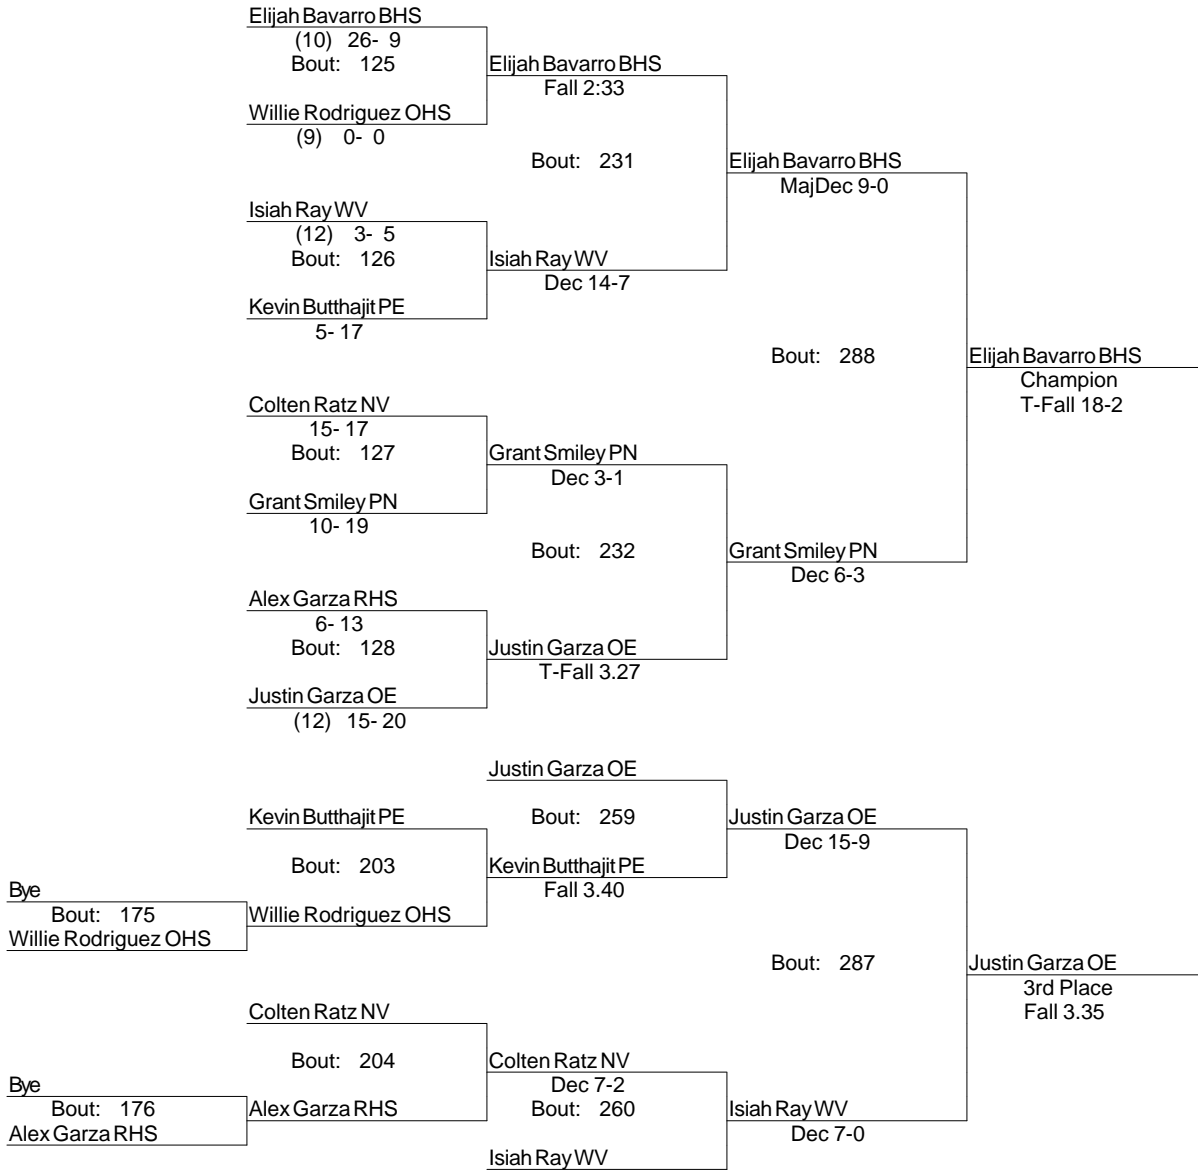 Elijah Bavarro BHS
(10) 26- 9
Bout: 125
Elijah Bavarro BHS
Fall 2:33
Willie Rodriguez OHS
(9) 0- 0
Bout: 231
Elijah Bavarro BHS
MajDec 9-0
Isiah Ray WV
(12) 3- 5
Bout: 126
Isiah Ray WV
Dec 14-7
Kevin Butthajit PE
5- 17
Bout: 288
Elijah Bavarro BHS
Champion
T-Fall 18-2
Colten Ratz NV
15- 17
Bout: 127
Grant Smiley PN
Dec 3-1
Grant Smiley PN
10- 19
Bout: 232
Grant Smiley PN
Dec 6-3
Alex Garza RHS
6- 13
Bout: 128
Justin Garza OE
T-Fall 3.27
Justin Garza OE
(12) 15- 20
Justin Garza OE
Kevin Butthajit PE
Bout: 259
Justin Garza OE
Dec 15-9
Bout: 203
Kevin Butthajit PE
Fall 3.40
Bye
Bout: 175
Willie Rodriguez OHS
Willie Rodriguez OHS
Bout: 287
Justin Garza OE
3rd Place
Fall 3.35
Colten Ratz NV
Bout: 204
Colten Ratz NV
Dec 7-2
Bye
Bout: 176
Alex Garza RHS
Bout: 260
Isiah Ray WV
Dec 7-0
Alex Garza RHS
Isiah Ray WV